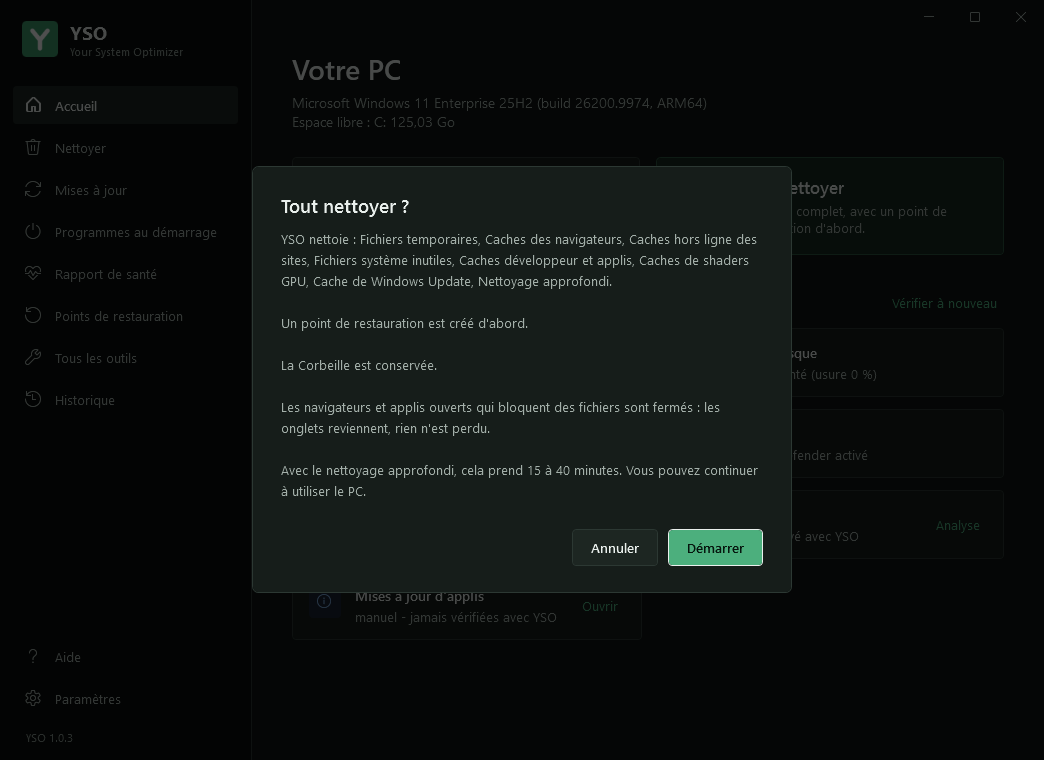 YSO
Your System Optimizer
Accueil
Nettoyer
Mises à jour
Programmes au démarrage
Rapport de santé
Points de restauration
Tous les outils
Historique
Aide
Paramètres
YSO 1.0.3
Votre PC
Microsoft Windows 11 Enterprise 25H2 (build 26200.9974, ARM64)
Espace libre : C: 125,03 Go
complet, avec un point de
d'abord.
Vérifier à nouveau
(usure 0 %)
activé
avec YSO
Analyse
Mises à jour d'applis
manuel - jamais vérifiées avec YSO
Ouvrir
Tout nettoyer ?
YSO nettoie : Fichiers temporaires, Caches des navigateurs, Caches hors ligne des
sites, Fichiers système inutiles, Caches développeur et applis, Caches de shaders
GPU, Cache de Windows Update, Nettoyage approfondi.
Un point de restauration est créé d'abord.
La Corbeille est conservée.
Les navigateurs et applis ouverts qui bloquent des fichiers sont fermés : les
onglets reviennent, rien n'est perdu.
Avec le nettoyage approfondi, cela prend 15 à 40 minutes. Vous pouvez continuer
à utiliser le PC.
Annuler
Démarrer